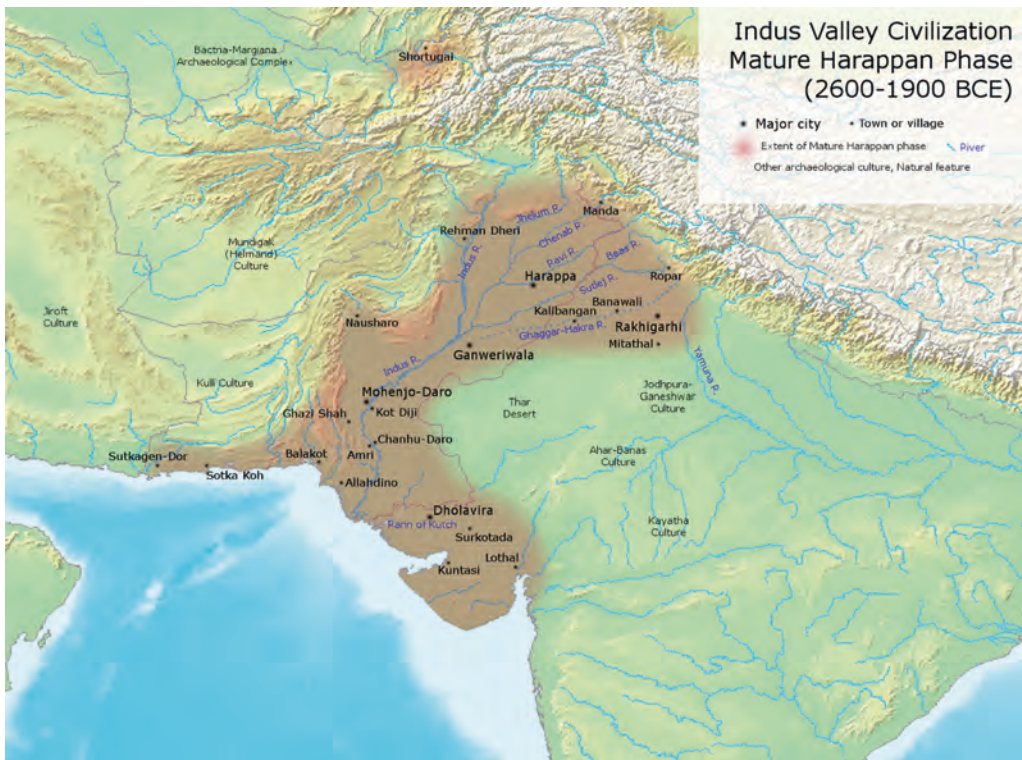 Indus Valley Civilization
Mature Harappan Phase
(2600-1900 BCE)
Major city
Town or village
Extent of Mature Harappan phase
River
Other archaeological culture, Natural feature
Bactria-Margiana
Archaeological Complex
Shortugai
Manda
Jhelum R.
Rehman Dheri
Chenab R.
Mundigak
(Helmand)
Culture
Indus R.
Ravi R.
Beas R.
Harappa
Ropar
Sutlej R.
Banawali
Jiroft
Culture
Nausharo
Kalibangan
Rakhigarhi
Ghaggar-Hakra R.
Mitathal
Ganweriwala
Indus R.
Yamuna R.
Kulli Culture
Mohenjo-Daro
Kot Diji
Ghazi Shah
Thar
Desert
Jodhpura-
Ganeshwar
Culture
Chanhu-Daro
Sutkagen-Dor
Balakot
Amri
Ahar-Banas
Culture
Sotka Koh
Allahdino
Dholavira
Rann of Kutch
Surkotada
Kayatha
Culture
Lothal
Kuntasi